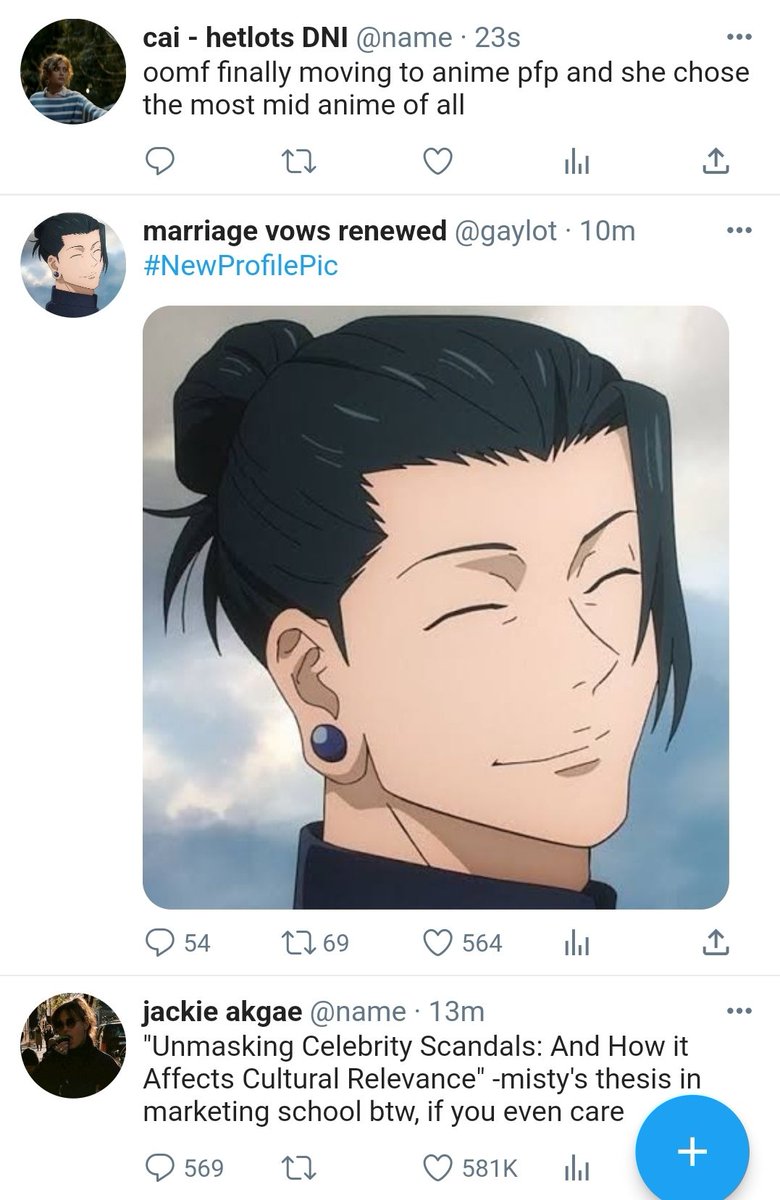 cai - hetlots DNI @name · 23s
oomf finally moving to anime pfp and she chose
the most mid anime of all
marriage vows renewed @gaylot · 10m
#NewProfilePic
54 69 564
jackie akgae @name · 13m
"Unmasking Celebrity Scandals: And How it
Affects Cultural Relevance" -misty's thesis in
marketing school btw, if you even care
569 581K